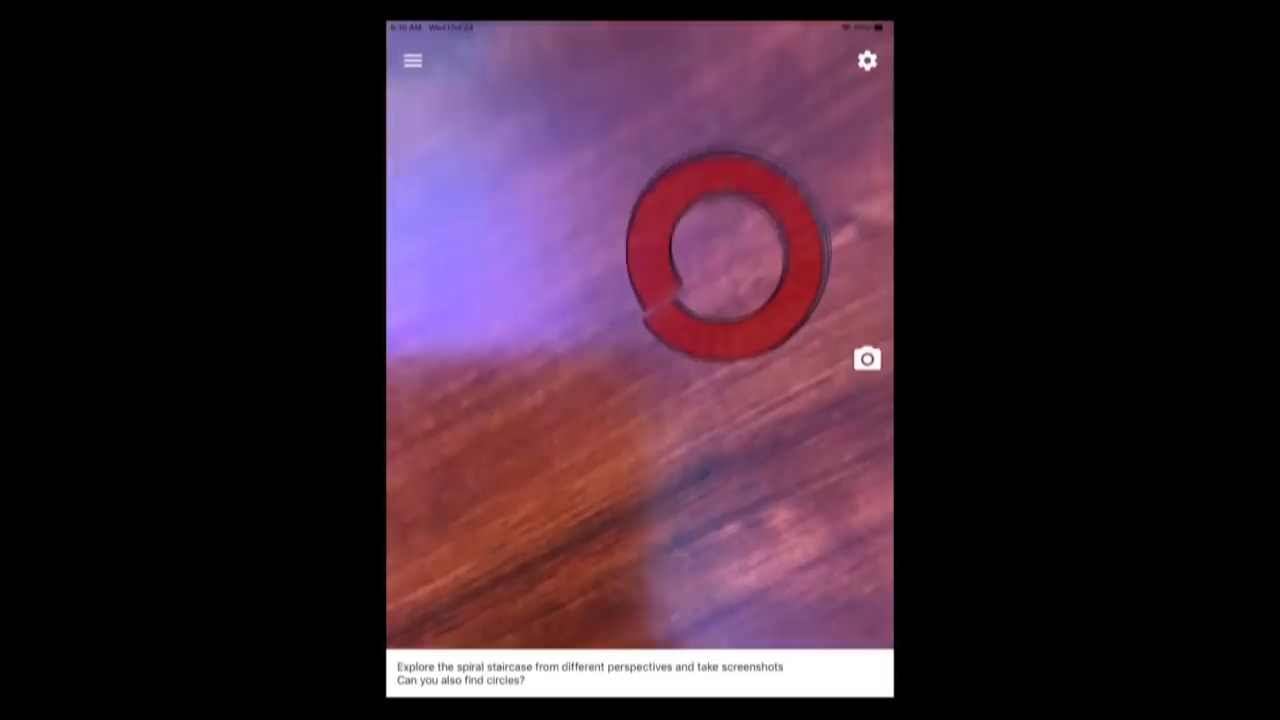 Explore the spiral staircase from different perspectives and take screenshots
Can you also find circles?